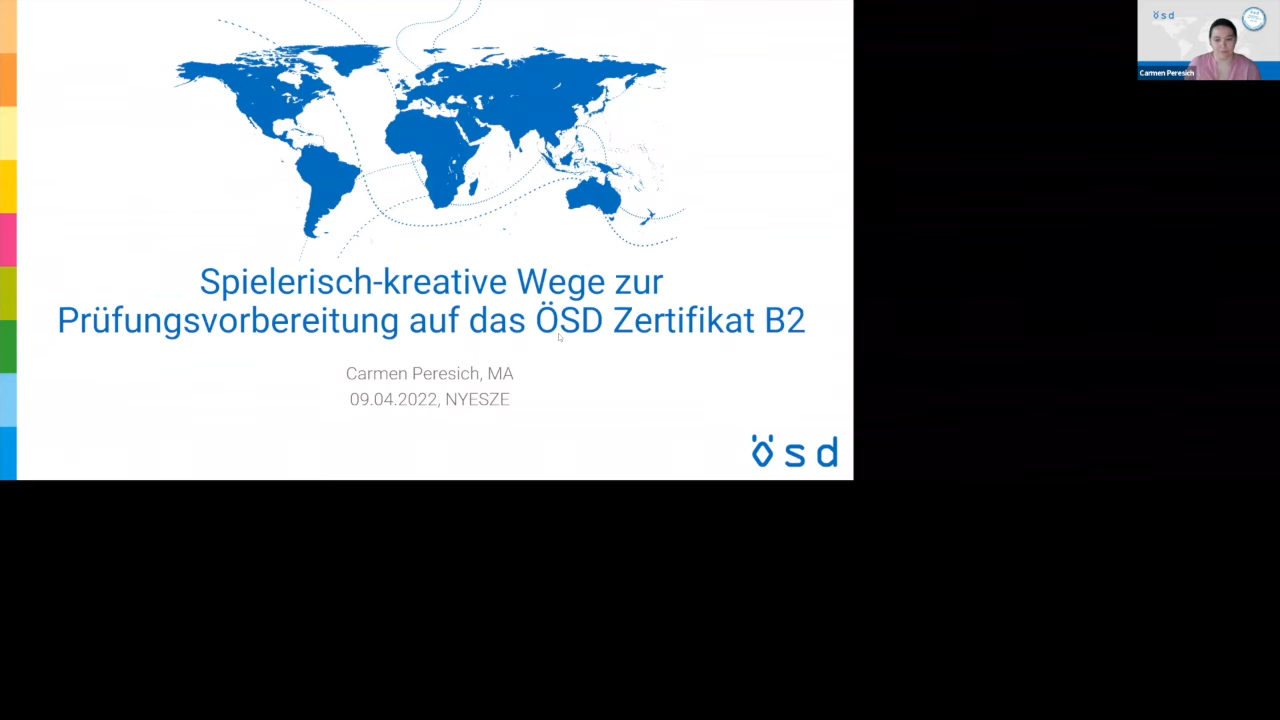 Spielerisch-kreative Wege zur
Prüfungsvorbereitung auf das ÖSD Zertifikat B2
Carmen Peresich, MA
09.04.2022, NYESZE
ösd
ösd
Carmen Peresich